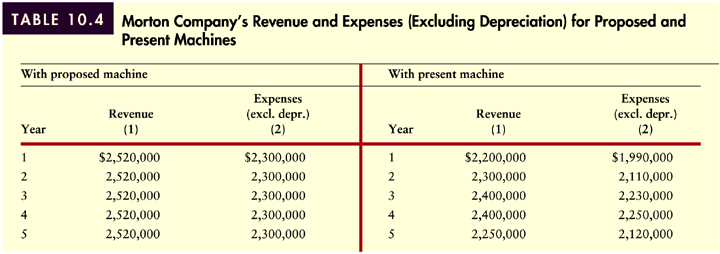 TABLE 10.4 Morton Company's Revenue and Expenses (Excluding Depreciation) for Proposed and
Present Machines
With proposed machine With present machine
Expenses Expenses
Revenue (excl. depr.) Revenue (excl. depr.)
Year (1) (2) Year (1) (2)
1 $2,520,000 $2,300,000 1 $2,200,000 $1,990,000
2 2,520,000 2,300,000 2 2,300,000 2,110,000
3 2,520,000 2,300,000 3 2,400,000 2,230,000
4 2,520,000 2,300,000 4 2,400,000 2,250,000
5 2,520,000 2,300,000 5 2,250,000 2,120,000